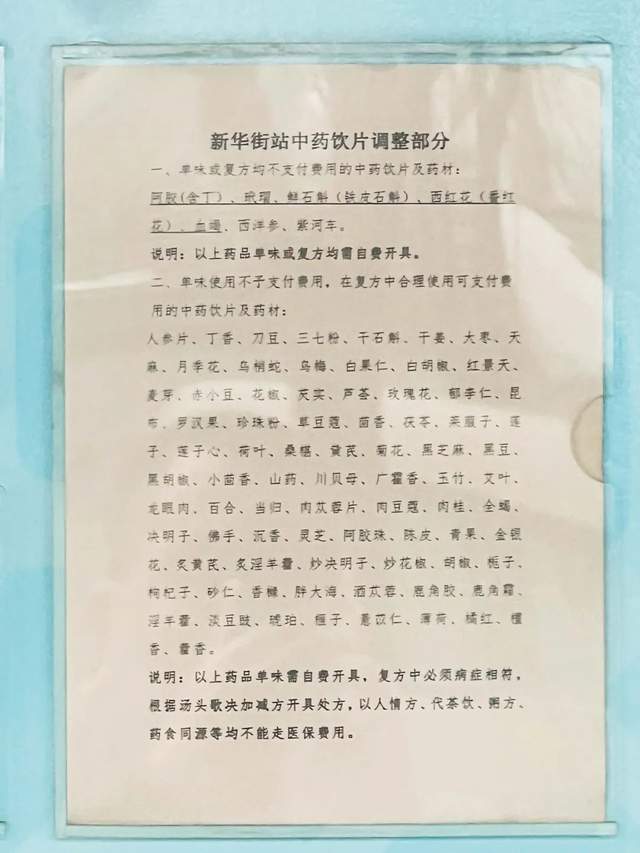 新华街站中药饮片调整部分
一、单味或复方均不支付费用的中药饮片及药材:
阿胶(含丁)、玳瑁、鲜石斛(铁皮石斛)、西红花(番红
花)、血竭、西洋参、紫河车。
说明:以上药品单味或复方均需自费开具。
二、单味使用不予支付费用,在复方中合理使用可支付费
用的中药饮片及药材:
人参片、丁香、刀豆、三七粉、干石斛、干姜、大枣、天
麻、月季花、乌梢蛇、乌梅、白果仁、白胡椒、红景天、
麦芽、赤小豆、花椒、芡实、芦荟、玫瑰花、郁李仁、昆
布、罗汉果、珍珠粉、草豆蔻、茴香、茯苓、莱菔子、莲
子、莲子心、荷叶、桑椹、黄芪、菊花、黑芝麻、黑豆、
黑胡椒、小茴香、山药、川贝母、广藿香、玉竹、艾叶、
龙眼肉、百合、当归、肉苁蓉片、肉豆蔻、肉桂、全蝎、
决明子、佛手、沉香、灵芝、阿胶珠、陈皮、青果、金银
花、炙黄芪、炙淫羊藿、炒决明子、炒花椒、胡椒、栀子、
枸杞子、砂仁、香橼、胖大海、酒苁蓉、鹿角胶、鹿角霜、
淫羊藿、淡豆豉、琥珀、榧子、薏苡仁、薄荷、橘红、檀
香、藿香。
说明:以上药品单味需自费开具,复方中必须病症相符,
根据汤头歌决加减方开具处方,以人情方、代茶饮、粥方、
药食同源等均不能走医保费用。